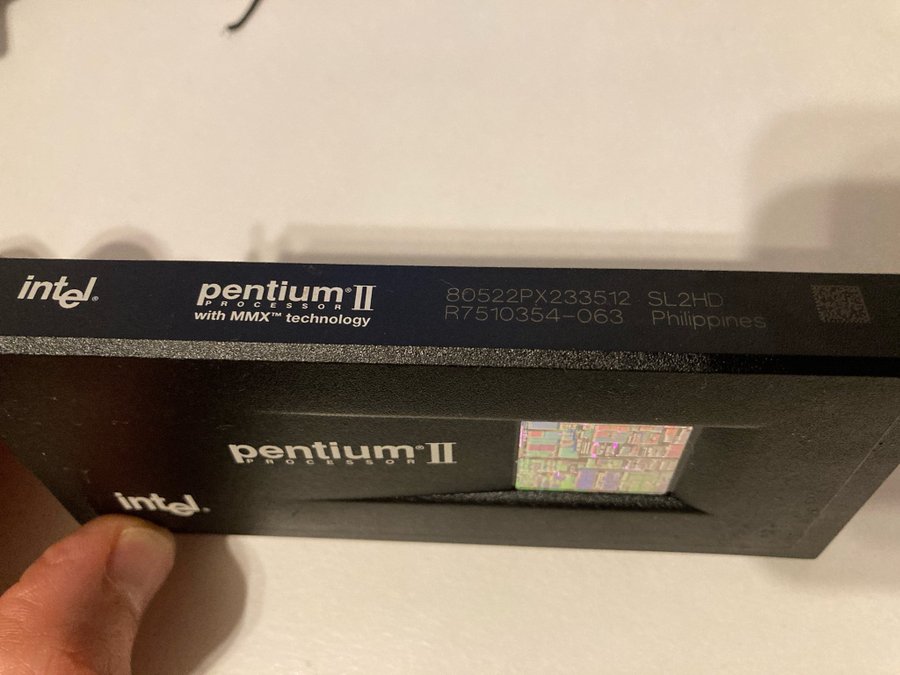 intel®
pentium® II
PROCESSOR
with MMX™ technology
80522PX233512 SL2HD
R7510354-063 Philippines
pentium® II
PROCESSOR
intel®